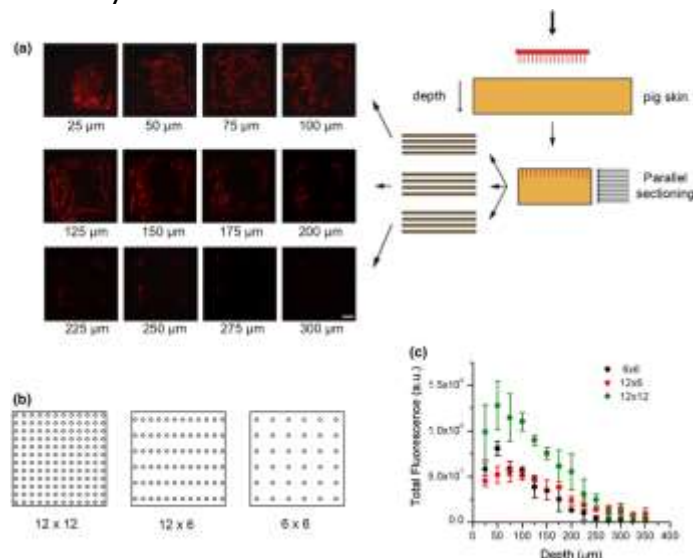 (a)
depth
pig skin
25 µm 50 µm 75 µm 100 µm
Parallel
sectioning
125 µm 150 µm 175 µm 200 µm
225 µm 250 µm 275 µm 300 µm
(b)
12 x 12 12 x 6 6 x 6
(c)
Total Fluorescence (a.u.)
6x6
12x6
12x12
0.0
0 50 100 150 200 250 300 350 400
Depth (µm)